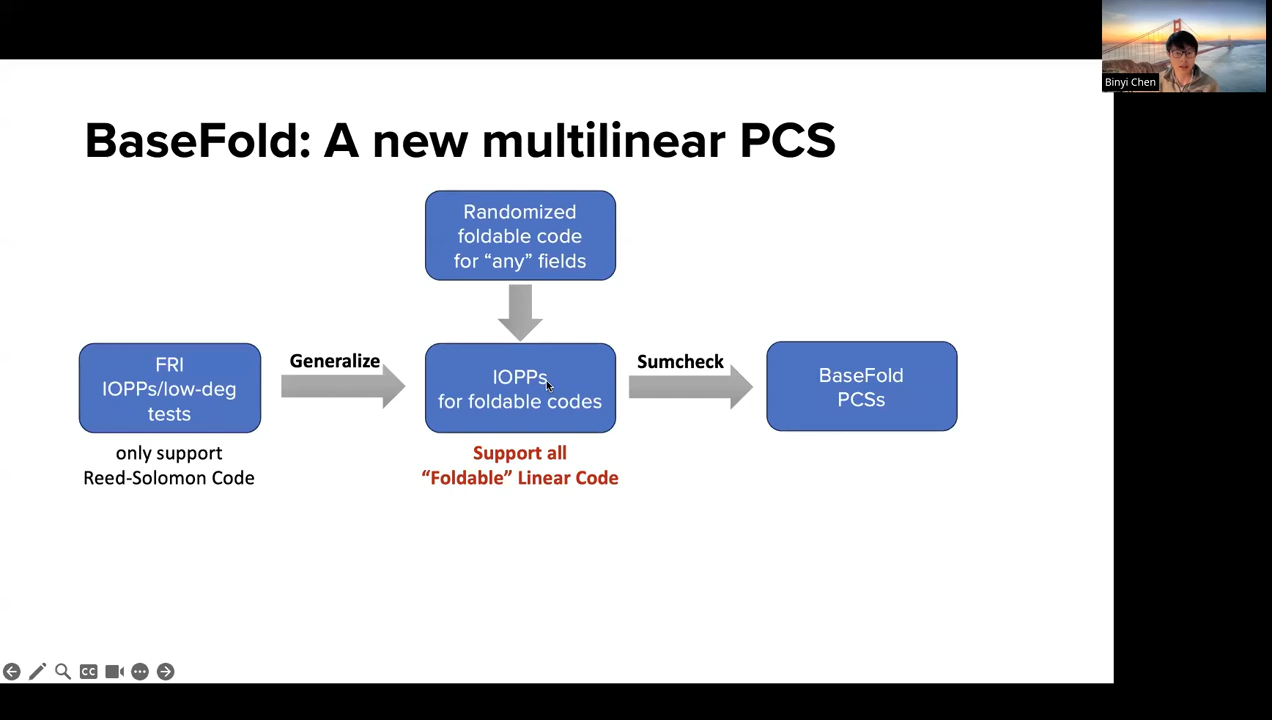 Binyi Chen
BaseFold: A new multilinear PCS
Randomized
foldable code
for “any” fields
FRI
IOPPs/low-deg
tests
Generalize
IOPPs
for foldable codes
Sumcheck
BaseFold
PCSs
only support
Reed-Solomon Code
Support all
“Foldable” Linear Code
CC